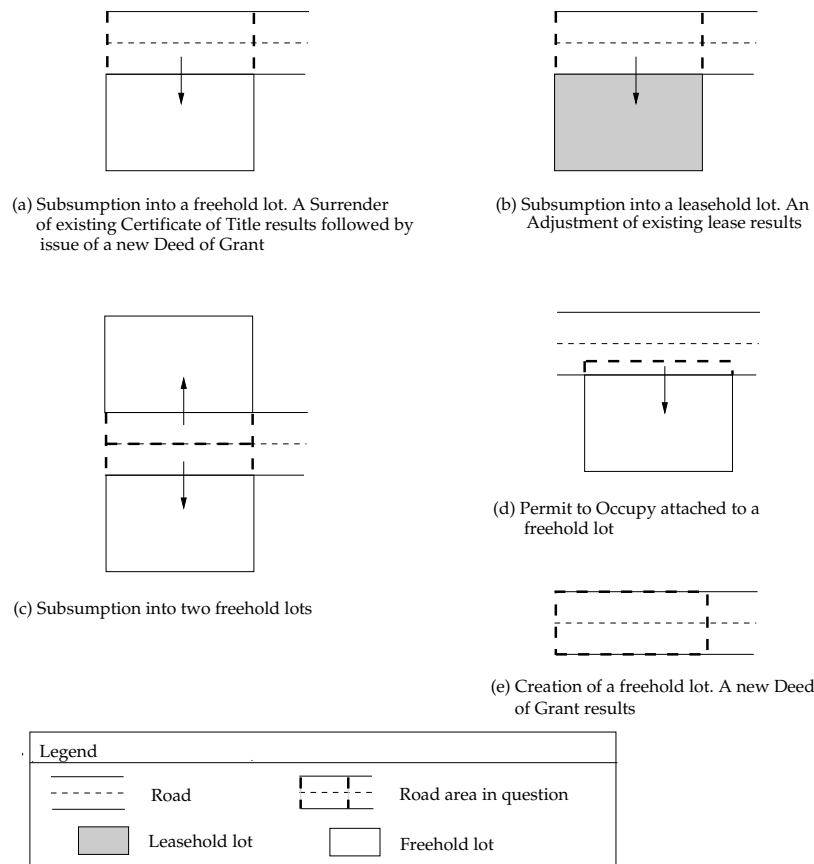 (a) Subsumption into a freehold lot. A Surrender
of existing Certificate of Title results followed by
issue of a new Deed of Grant
(b) Subsumption into a leasehold lot. An
Adjustment of existing lease results
(c) Subsumption into two freehold lots
(d) Permit to Occupy attached to a
freehold lot
(e) Creation of a freehold lot. A new Deed
of Grant results
Legend
Road
Road area in question
Leasehold lot
Freehold lot